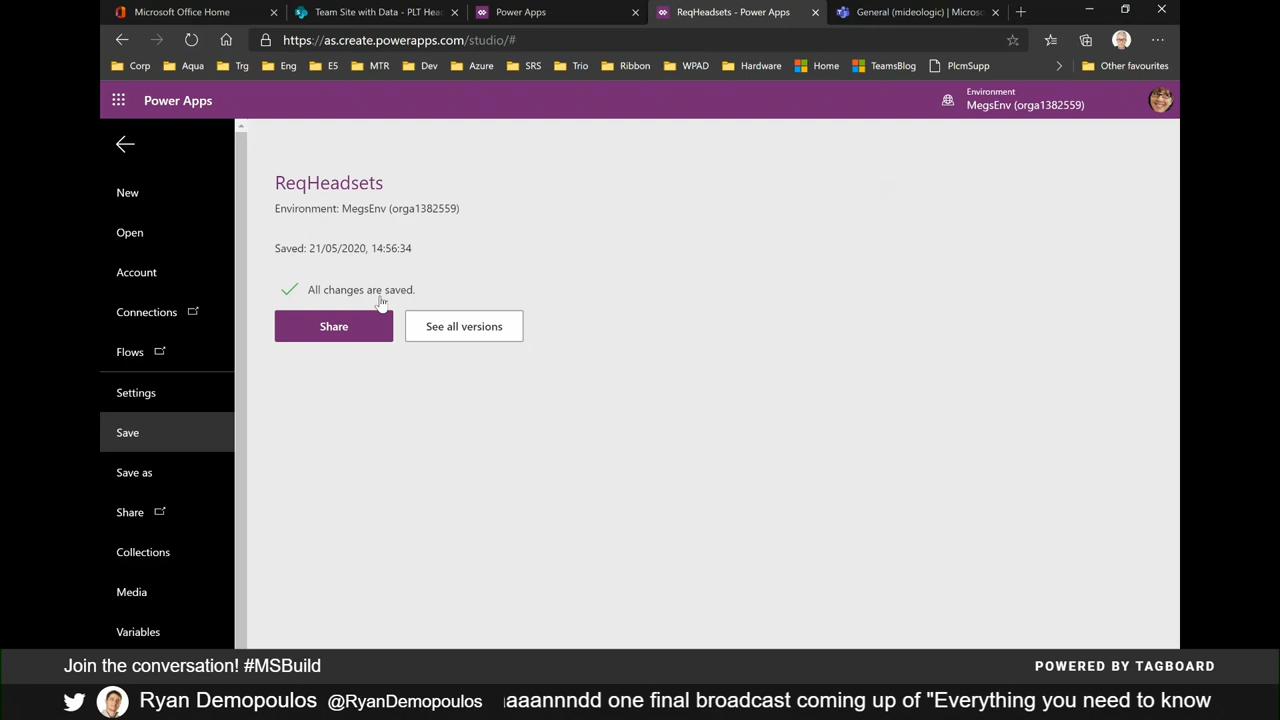 Microsoft Office Home
Team Site with Data - PLT Hea
Power Apps
ReqHeadsets - Power Apps
General (mideologic) | Micros
https://as.create.powerapps.com/studio/#
Corp
Aqua
Trg
Eng
E5
MTR
Dev
Azure
SRS
Trio
Ribbon
WPAD
Hardware
Home
TeamsBlog
PlcmSupp
Other favourites
Power Apps
Environment
MegsEnv (orga1382559)
New
Open
Account
Connections
Flows
Settings
Save
Save as
Share
Collections
Media
Variables
ReqHeadsets
Environment: MegsEnv (orga1382559)
Saved: 21/05/2020, 14:56:34
All changes are saved.
Share
See all versions
Join the conversation! #MSBuild
POWERED BY TAGBOARD
Ryan Demopoulos @RyanDemopoulos aaannndd one final broadcast coming up of "Everything you need to know